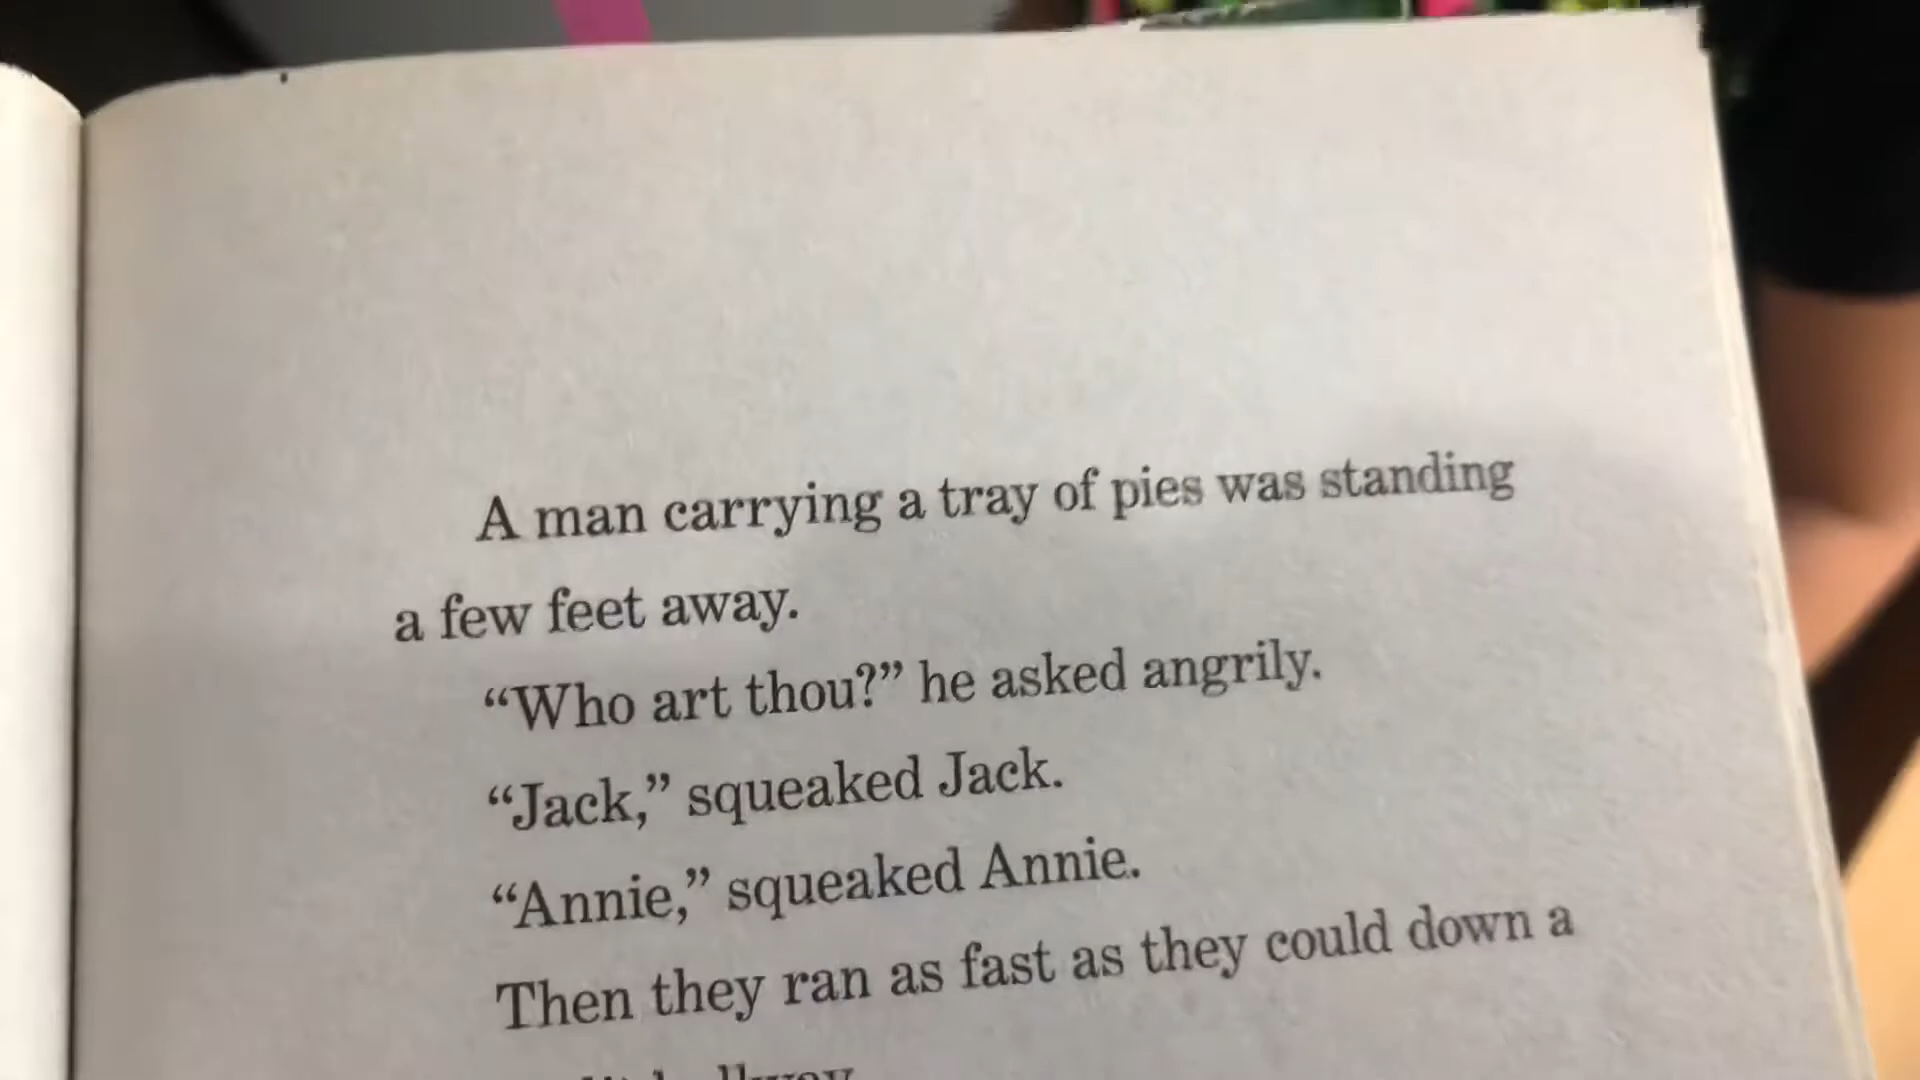 A man carrying a tray of pies was standing
a few feet away.
“Who art thou?” he asked angrily.
“Jack,” squeaked Jack.
“Annie,” squeaked Annie.
Then they ran as fast as they could down a